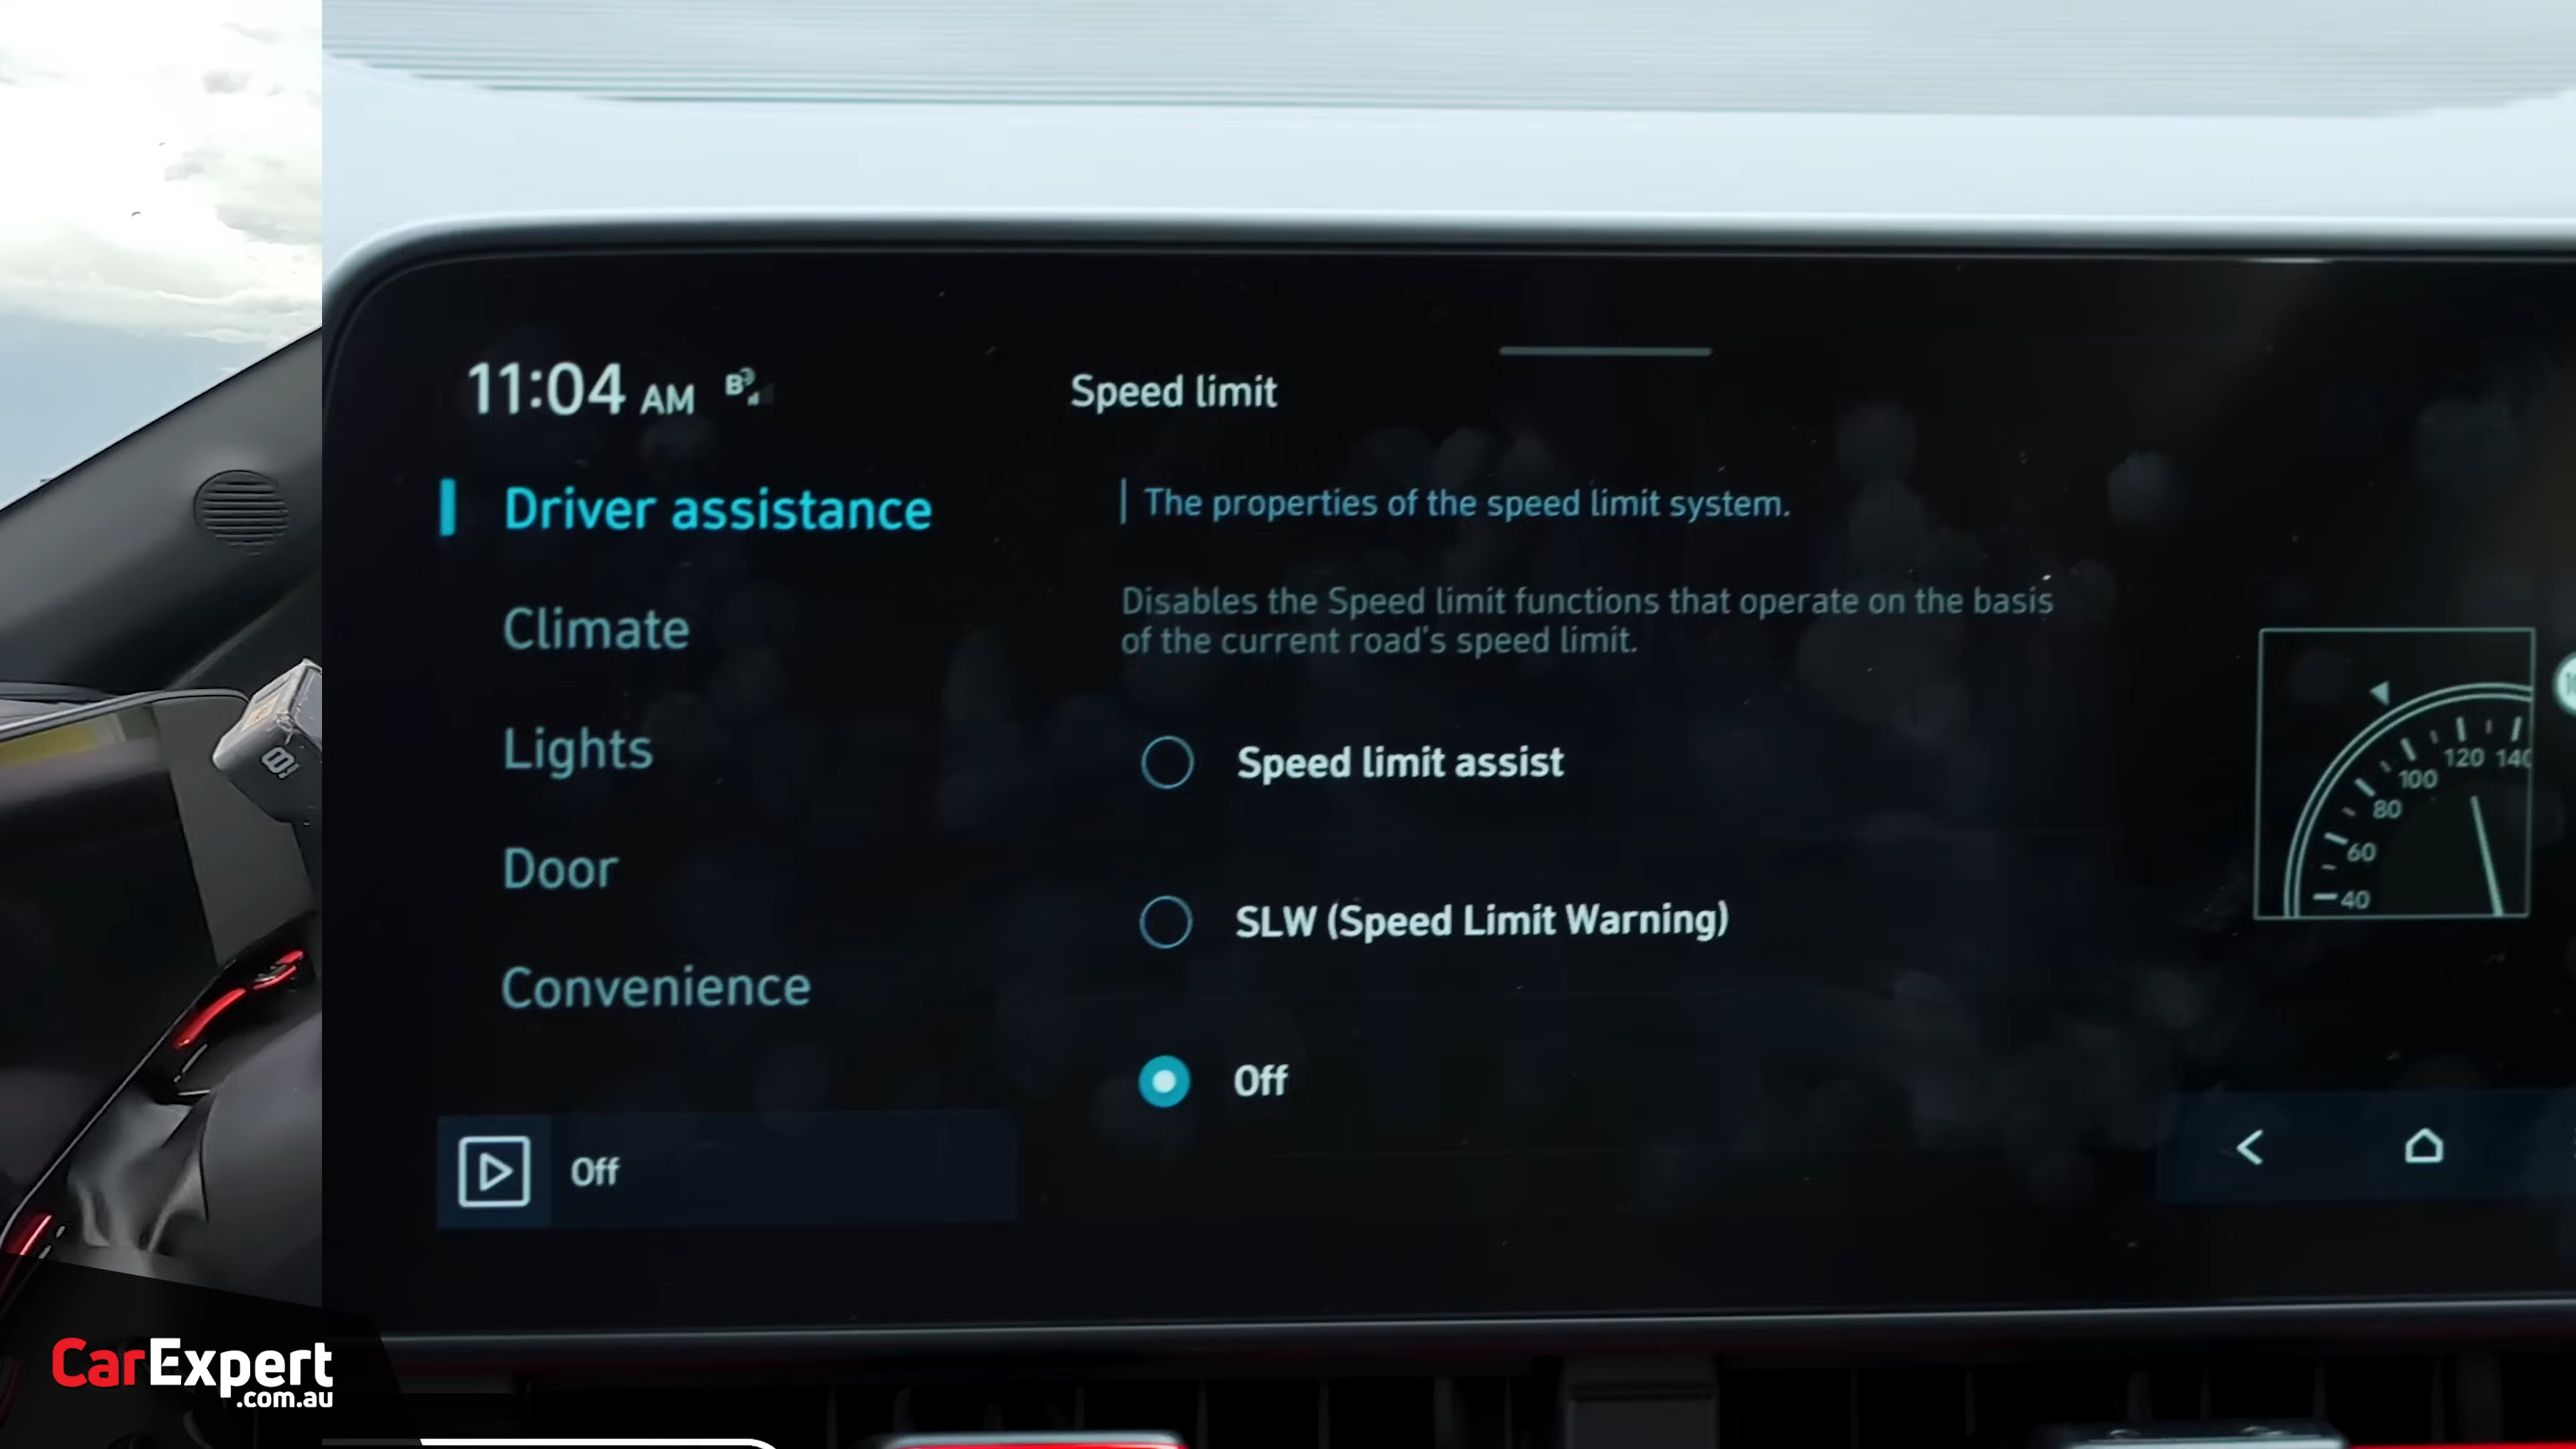 11:04 AM
Speed limit
Driver assistance
Climate
Lights
Door
Convenience
Off
The properties of the speed limit system.
Disables the Speed limit functions that operate on the basis
of the current road's speed limit.
Speed limit assist
SLW (Speed Limit Warning)
Off
40
60
80
100
120
CarExpert
.com.au